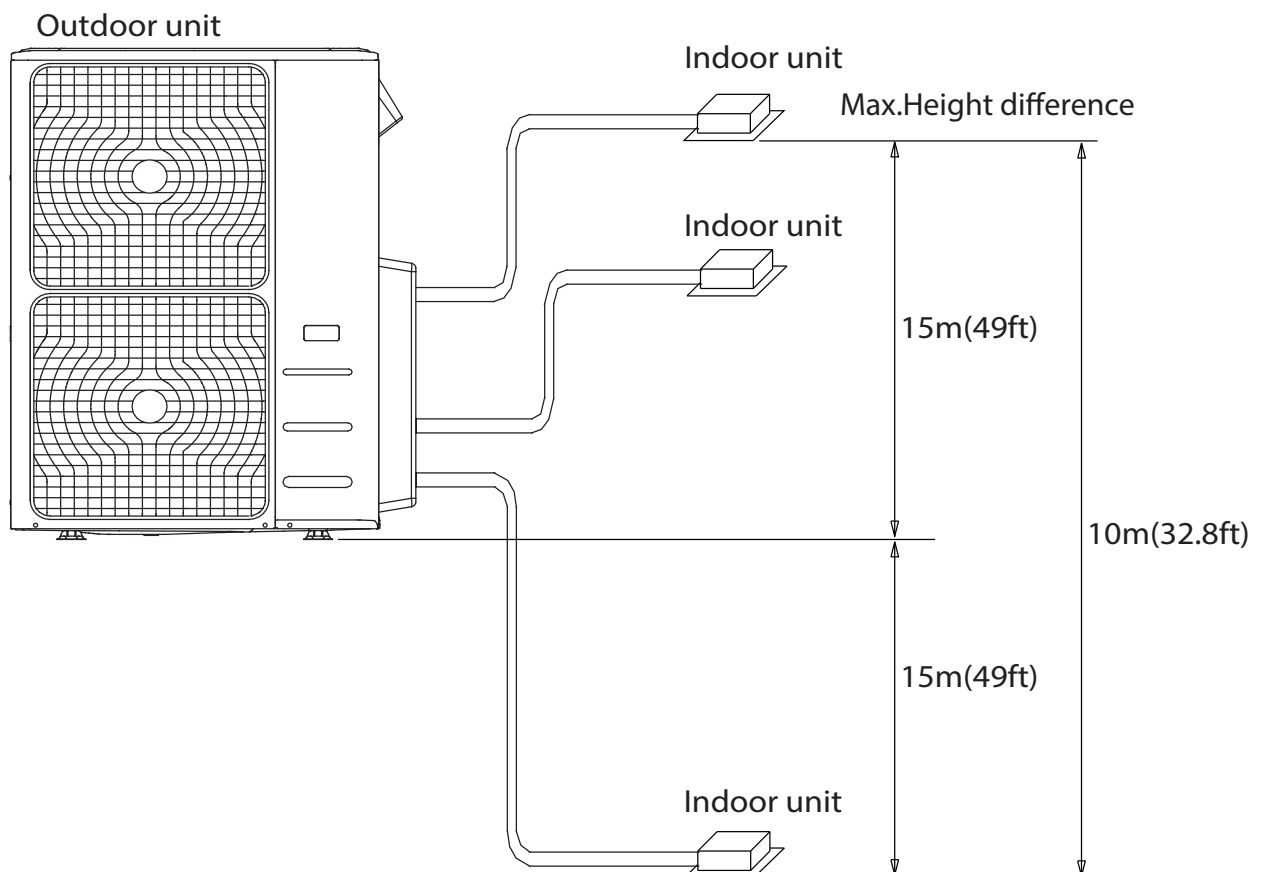 Outdoor unit
Indoor unit
Max.Height difference
Indoor unit
15m(49ft)
10m(32.8ft)
15m(49ft)
Indoor unit